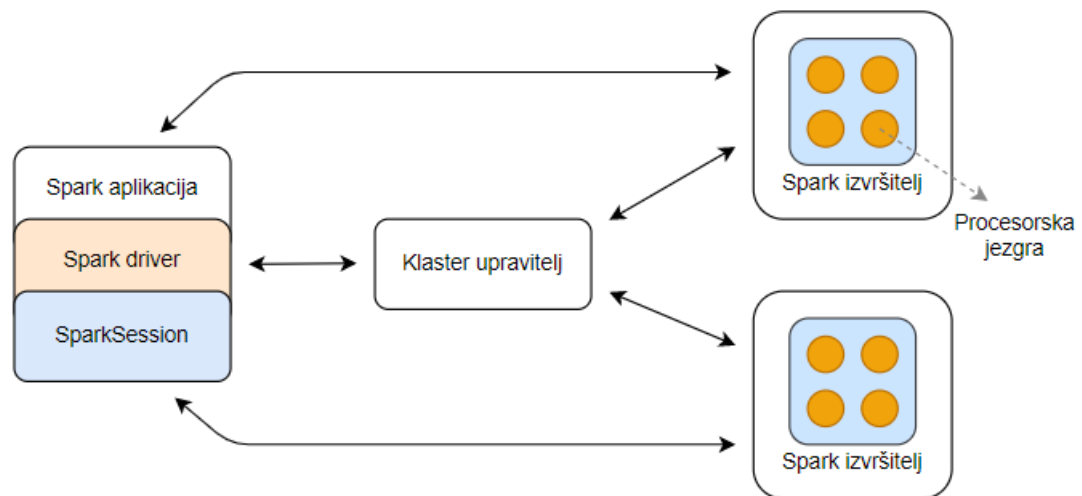 Spark aplikacija
Spark driver
SparkSession
Klaster upravitelj
Spark izvršitelj
Procesorska
jezgra
Spark izvršitelj